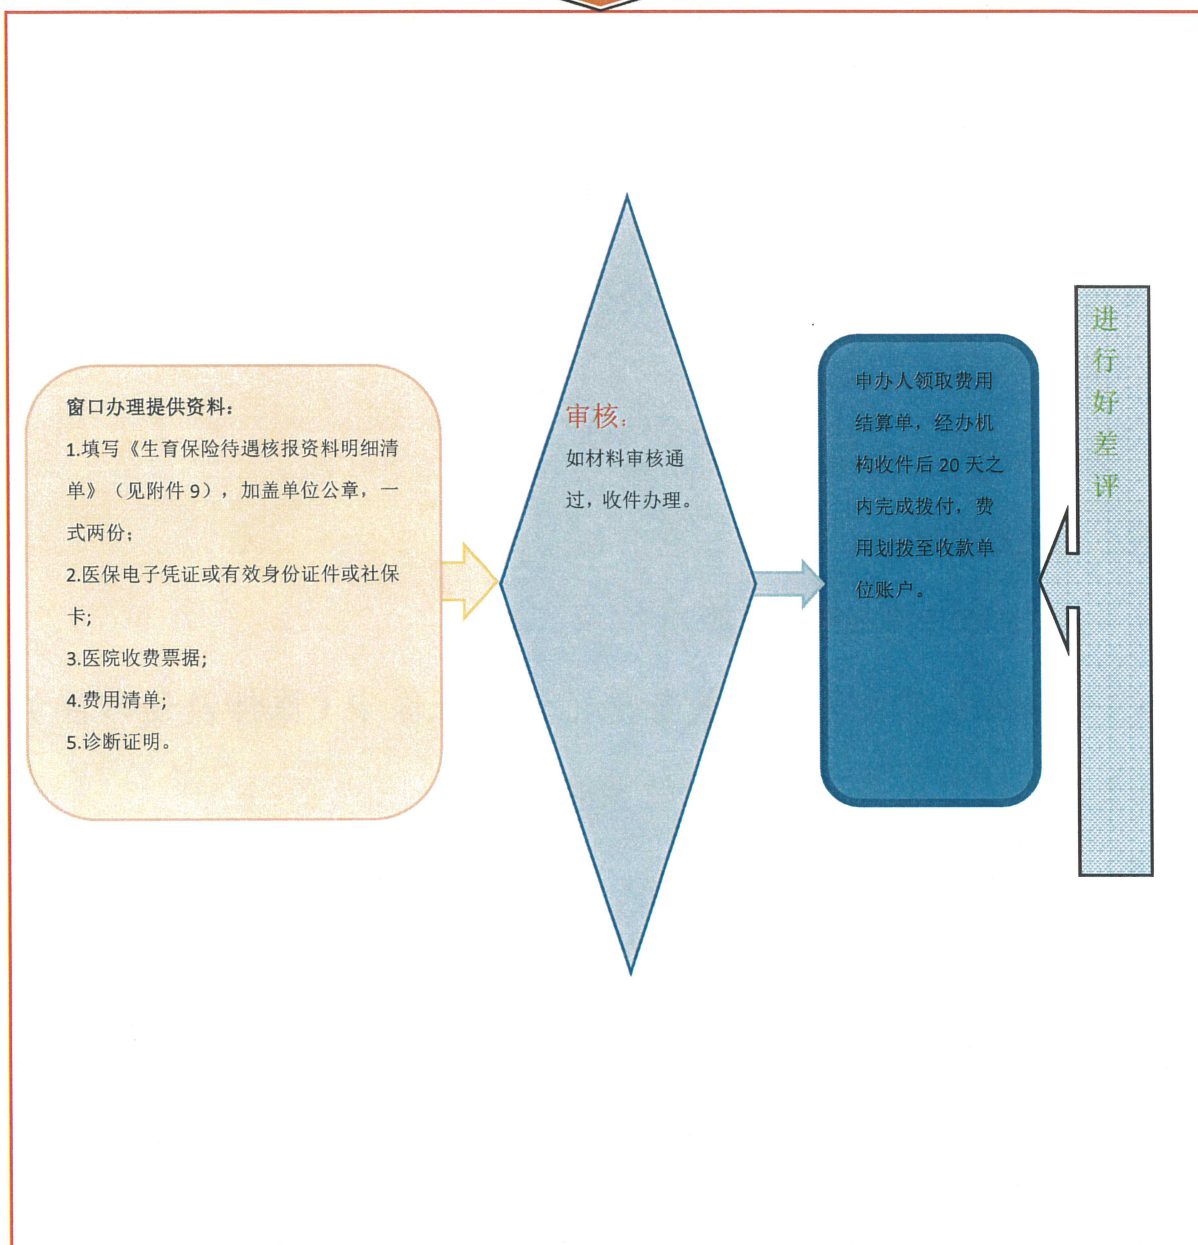 窗口办理提供资料：
1.填写《生育保险待遇核报资料明细清
单》（见附件 9），加盖单位公章，一
式两份；
2.医保电子凭证或有效身份证件或社保
卡；
3.医院收费票据；
4.费用清单；
5.诊断证明。
审核：
如材料审核通
过，收件办理。
申办人领取费用
结算单，经办机
构收件后 20 天之
内完成拨付，费
用划拨至收款单
位账户。
进
行
好
差
评